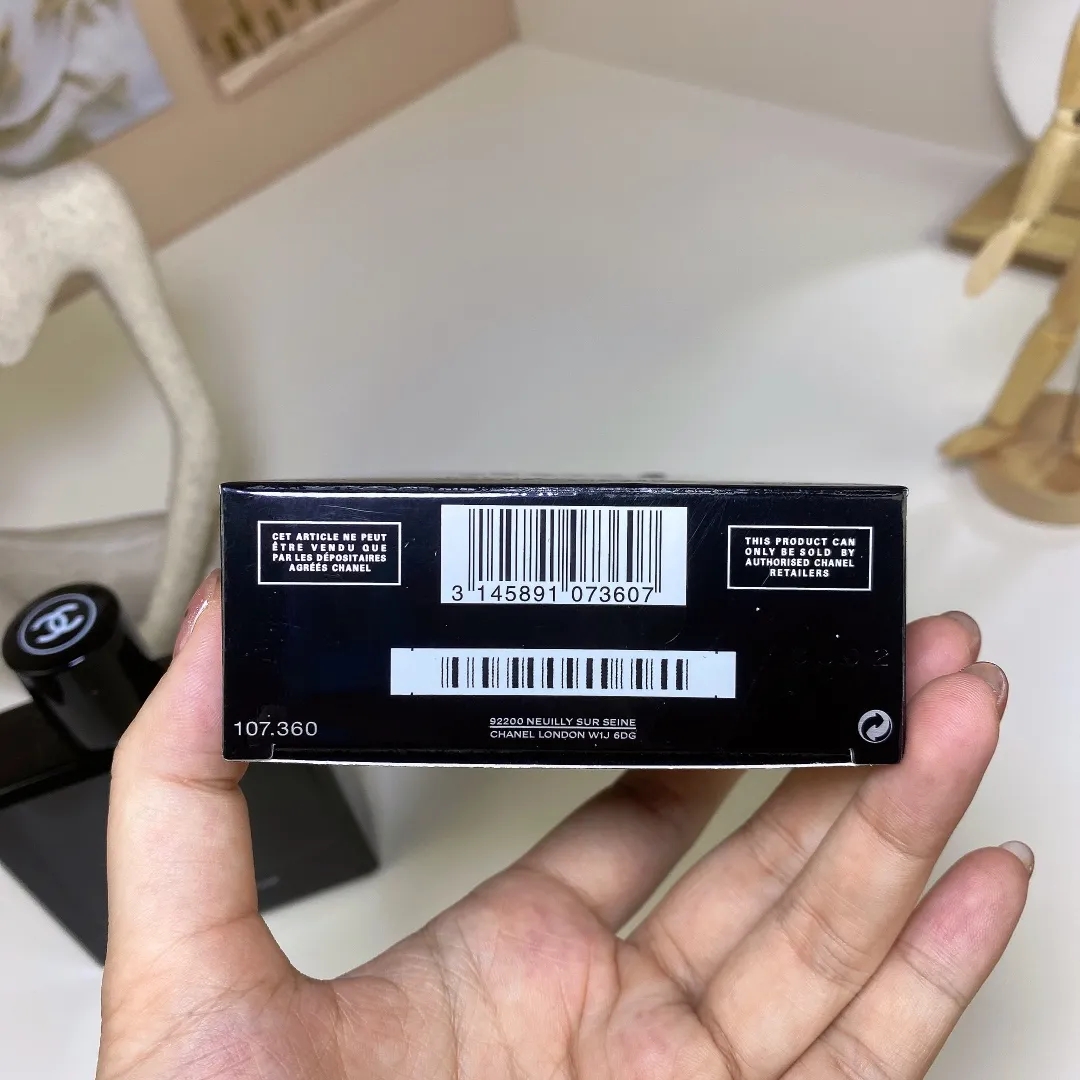 CET ARTICLE NE PEUT
ÊTRE VENDU QUE
PAR LES DÉPOSITAIRES
AGRÉÉS CHANEL
3 145891 073607
THIS PRODUCT CAN
ONLY BE SOLD BY
AUTHORISED CHANEL
RETAILERS
107.360
92200 NEUILLY SUR SEINE
CHANEL LONDON W1J 6DG